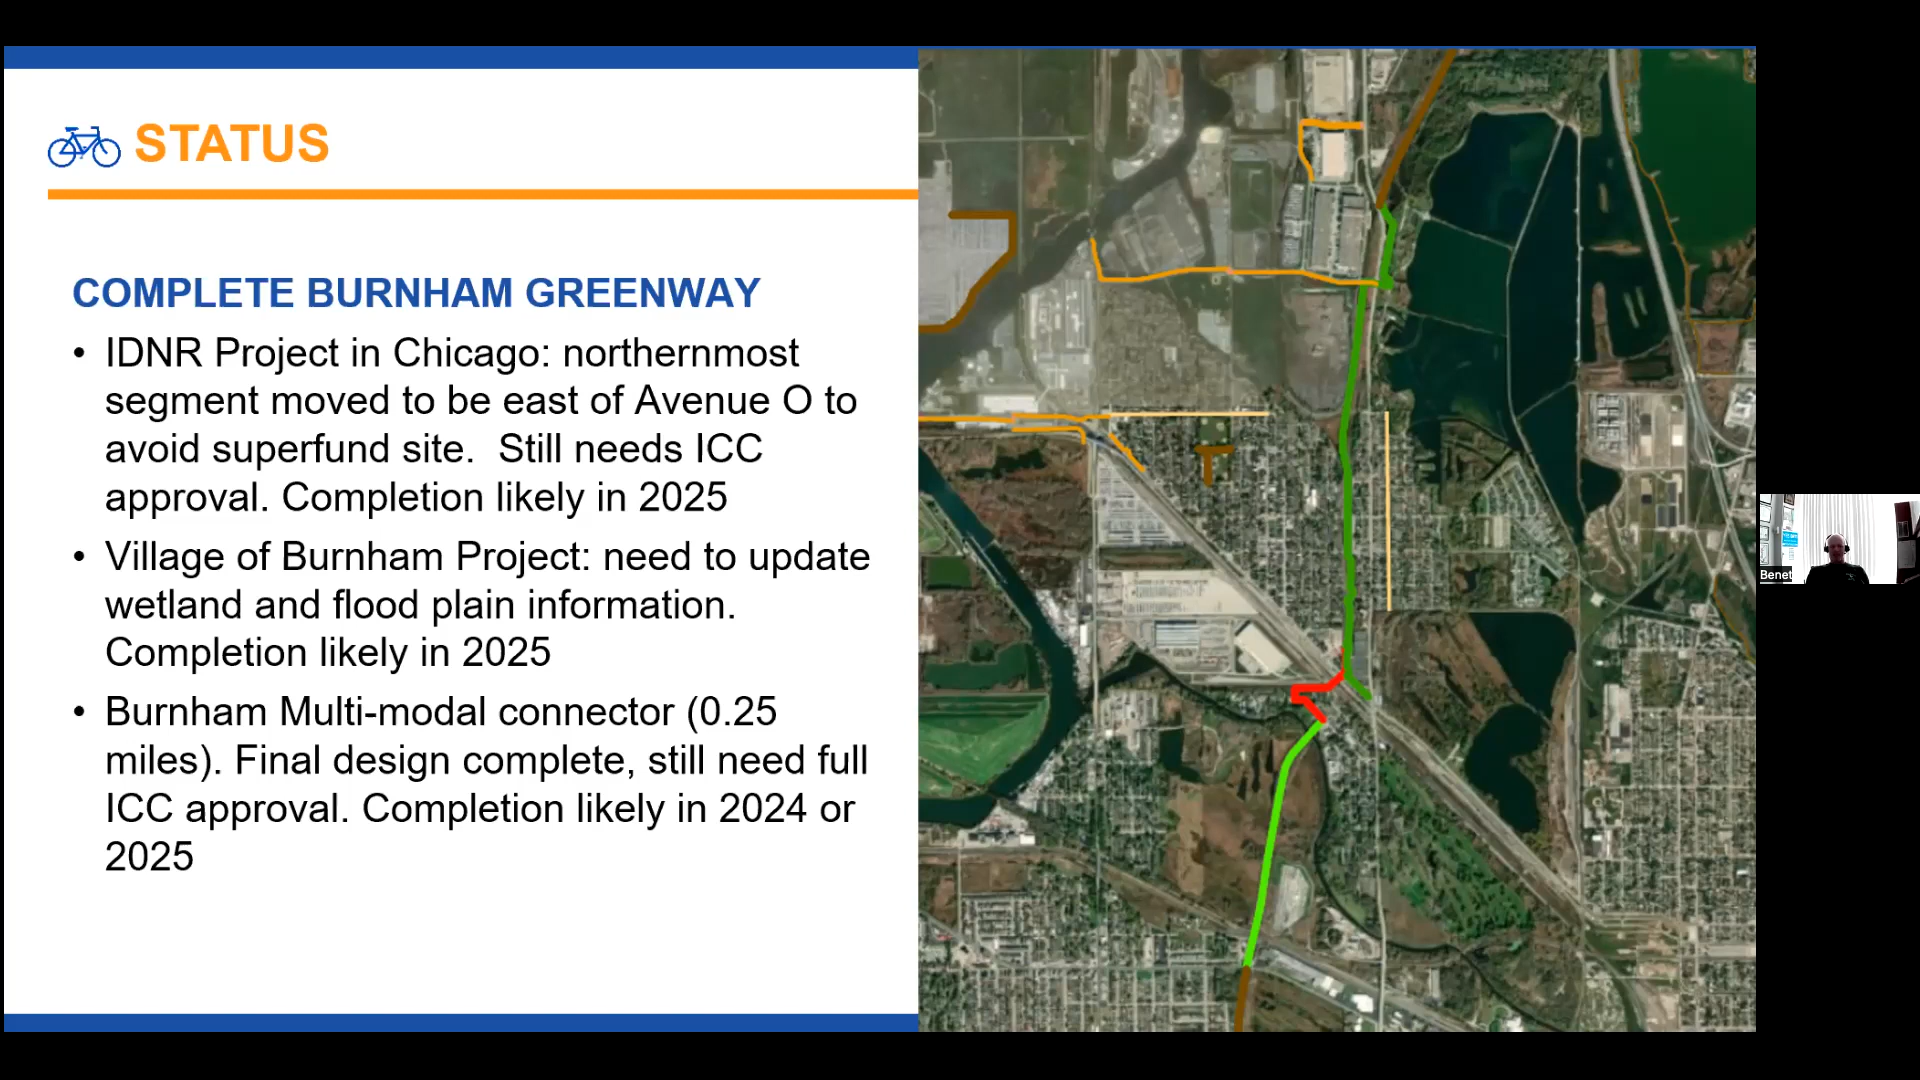 STATUS
COMPLETE BURNHAM GREENWAY
• IDNR Project in Chicago: northernmost
segment moved to be east of Avenue O to
avoid superfund site.  Still needs ICC
approval. Completion likely in 2025
• Village of Burnham Project: need to update
wetland and flood plain information.
Completion likely in 2025
• Burnham Multi-modal connector (0.25
miles). Final design complete, still need full
ICC approval. Completion likely in 2024 or
2025
Benet